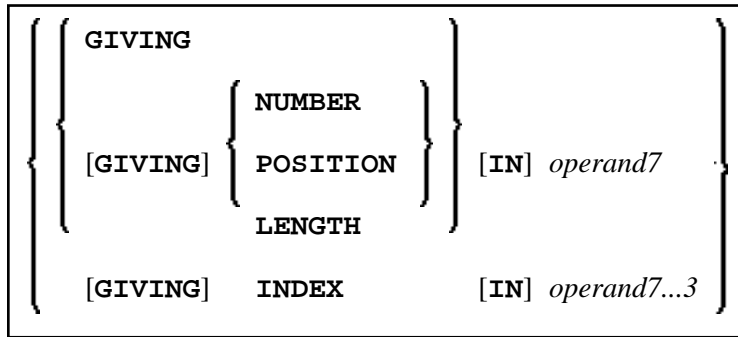 GIVING
NUMBER
[GIVING] POSITION [IN] operand7
LENGTH
[GIVING] INDEX [IN] operand7...3